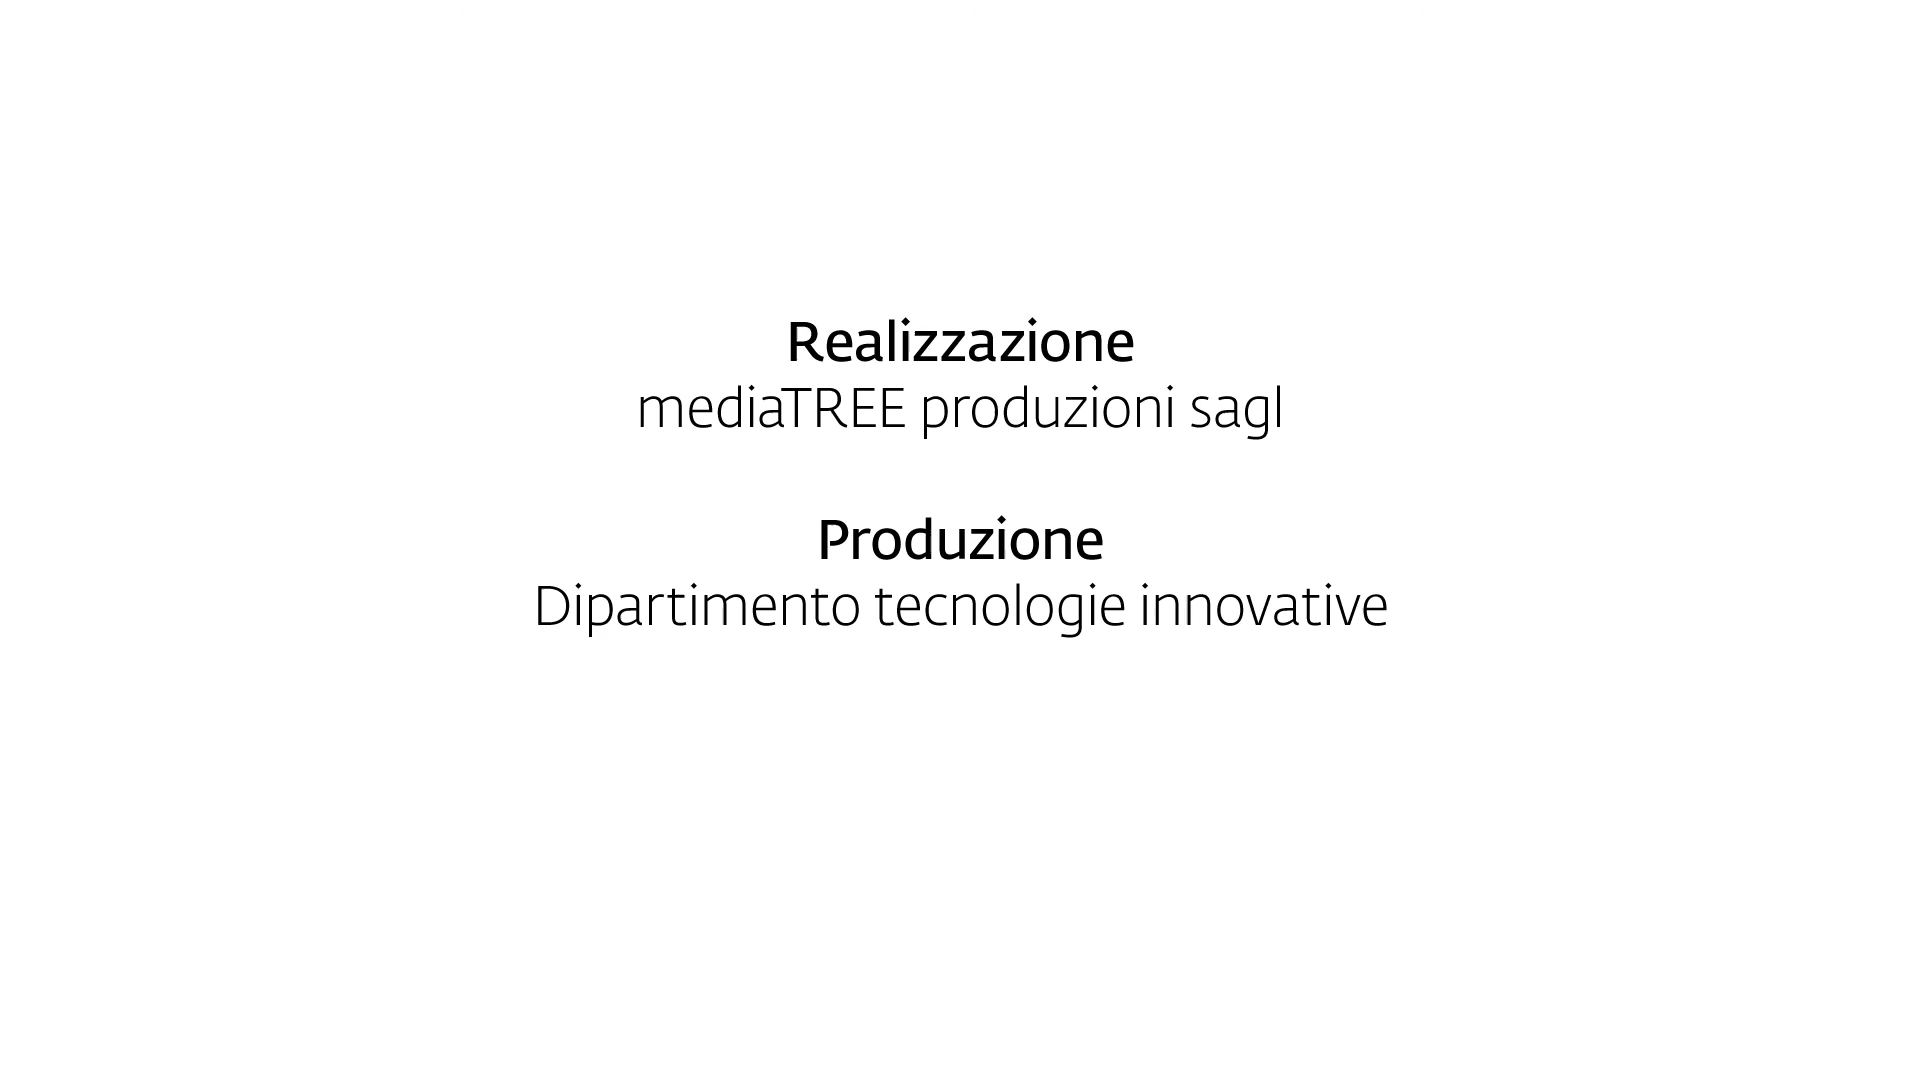 Realizzazione
mediaTREE produzioni sagl
Produzione
Dipartimento tecnologie innovative